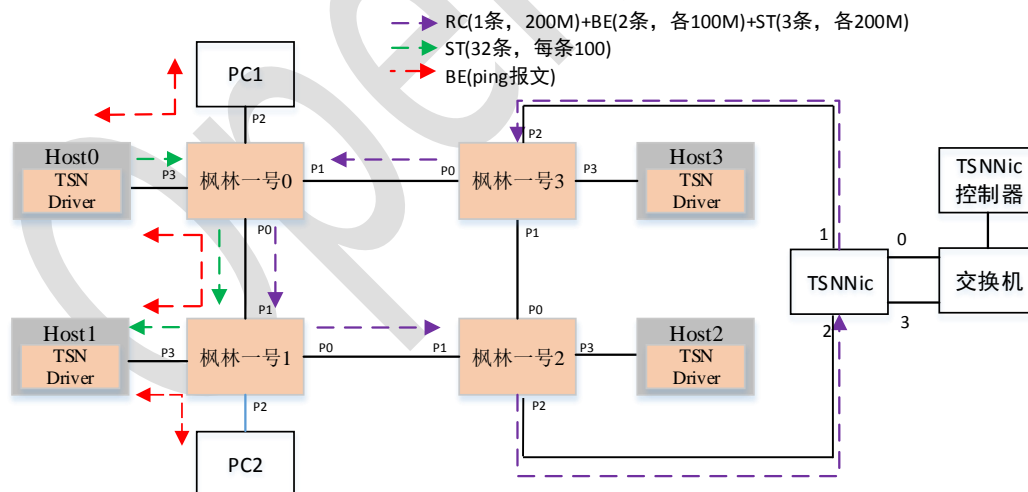 RC(1条，200M)+BE(2条，各100M)+ST(3条，各200M)
ST(32条，每条100)
BE(ping报文)
PC1
P2
Host0
TSN
Driver
P3
枫林一号0
P1
P0
P0
枫林一号3
P2
P3
P1
Host3
TSN
Driver
TSNNic
控制器
1
0
TSNNic
交换机
2
3
Host1
TSN
Driver
P3
P1
枫林一号1
P0
P2
P1
P0
枫林一号2
P3
P2
Host2
TSN
Driver
PC2
Open